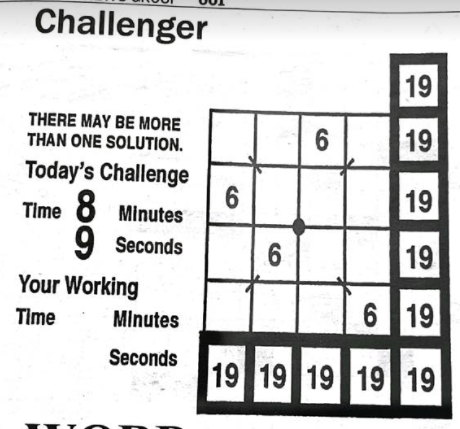 Challenger
19
THERE MAY BE MORE
THAN ONE SOLUTION.
6 19
Today's Challenge
Time 8 Minutes
9 Seconds
6 19
6 19
Your Working
Time Minutes
Seconds
6 19
19 19 19 19 19